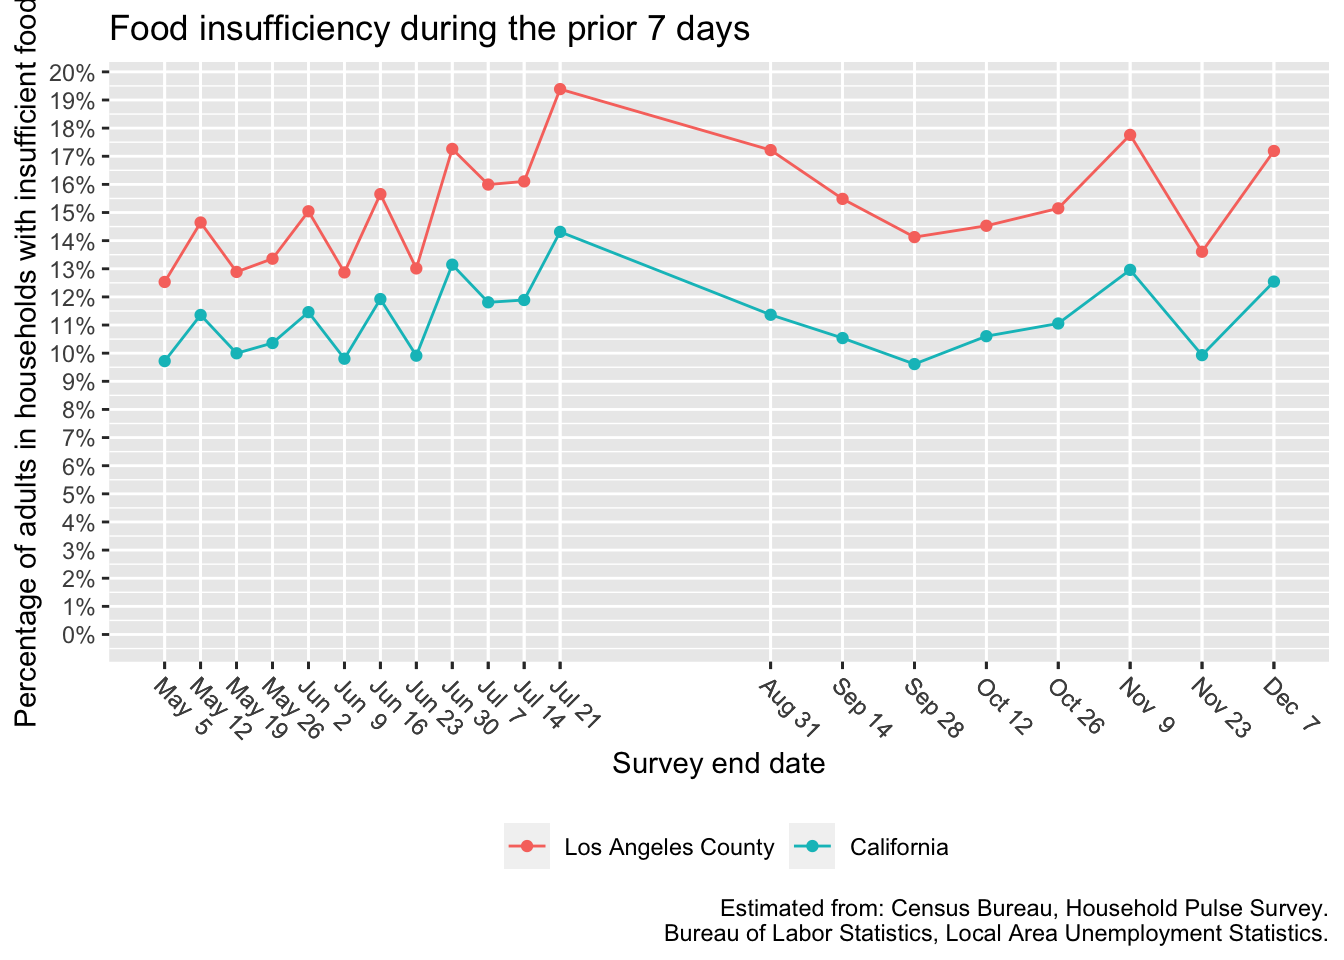 Food insufficiency during the prior 7 days
Percentage of adults in households with insufficient food
20%
19%
18%
17%
16%
15%
14%
13%
12%
11%
10%
9%
8%
7%
6%
5%
4%
3%
2%
1%
0%
May 5
May 12
May 19
May 26
Jun 2
Jun 9
Jun 16
Jun 23
Jun 30
Jul 7
Jul 14
Jul 21
Aug 31
Sep 14
Sep 28
Oct 12
Oct 26
Nov 9
Nov 23
Dec 7
Survey end date
Los Angeles County
California
Estimated from: Census Bureau, Household Pulse Survey.
Bureau of Labor Statistics, Local Area Unemployment Statistics.